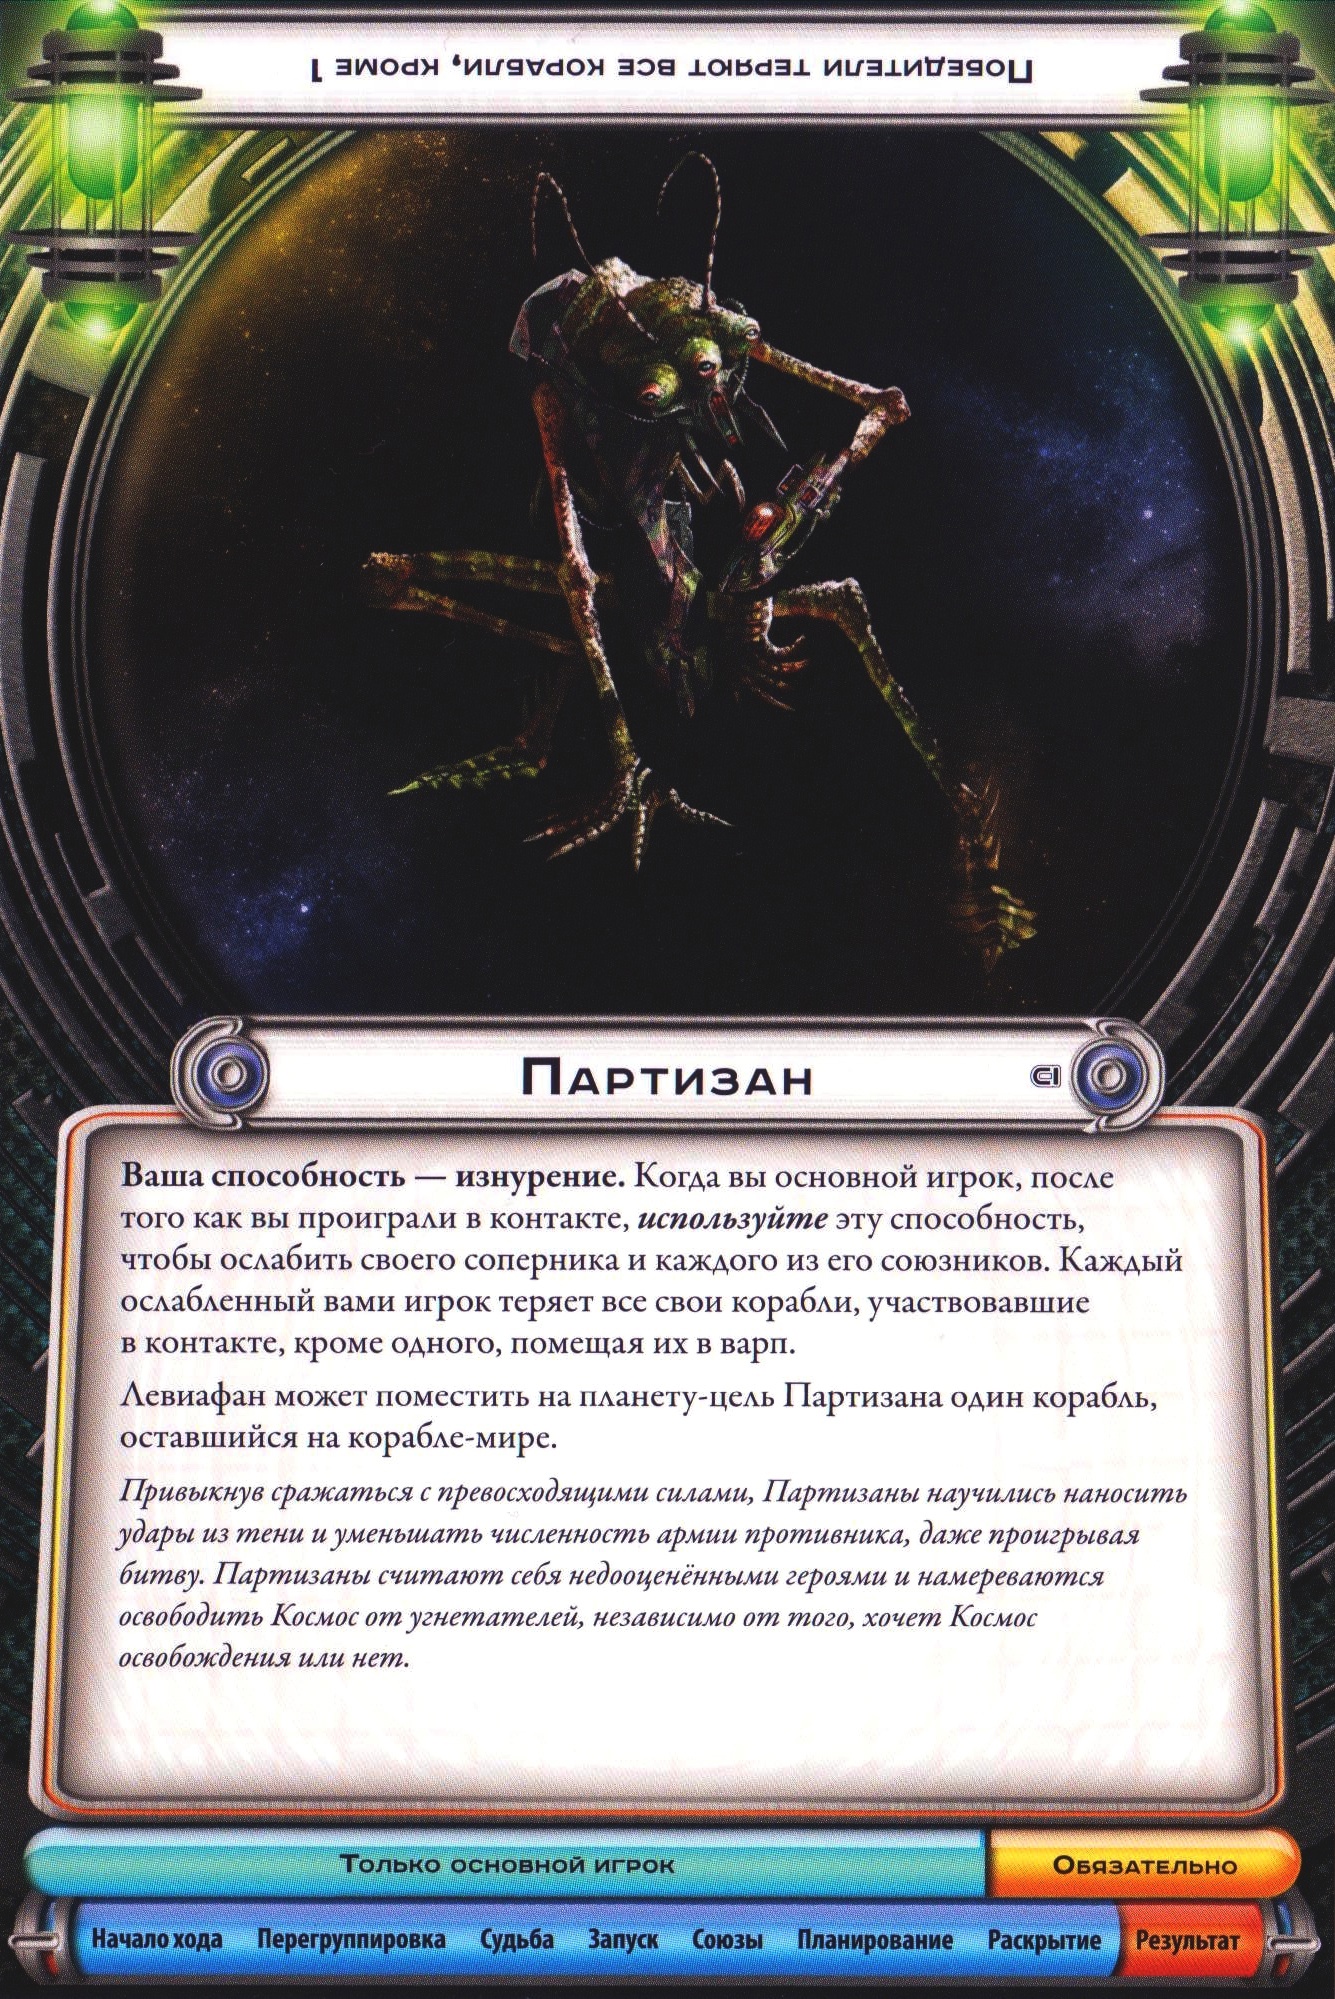 Победители теряют все корабли, кроме 1
Партизан
Ваша способность — изнурение. Когда вы основной игрок, после
того как вы проиграли в контакте, используйте эту способность,
чтобы ослабить своего соперника и каждого из его союзников. Каждый
ослабленный вами игрок теряет все свои корабли, участвовавшие
в контакте, кроме одного, помещая их в варп.
Левиафан может поместить на планету-цель Партизана один корабль,
оставшийся на корабле-мире.
Привыкнув сражаться с превосходящими силами, Партизаны научились наносить
удары из тени и уменьшать численность армии противника, даже проигрывая
битву. Партизаны считают себя недооценёнными героями и намереваются
освободить Космос от угнетателей, независимо от того, хочет Космос
освобождения или нет.
Только основной игрок
Обязательно
Начало хода Перегруппировка Судьба Запуск Союзы Планирование Раскрытие Результат